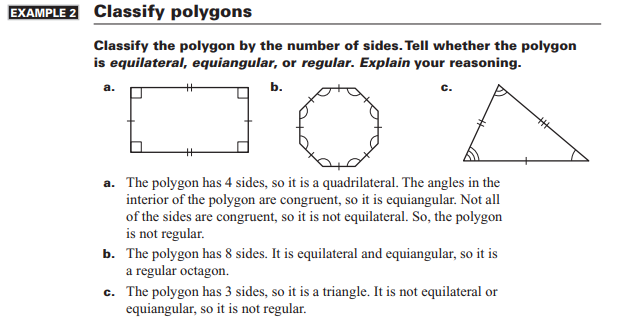 EXAMPLE 2 Classify polygons
Classify the polygon by the number of sides. Tell whether the polygon
is equilateral, equiangular, or regular. Explain your reasoning.
a. b. c.
a. The polygon has 4 sides, so it is a quadrilateral. The angles in the
interior of the polygon are congruent, so it is equiangular. Not all
of the sides are congruent, so it is not equilateral. So, the polygon
is not regular.
b. The polygon has 8 sides. It is equilateral and equiangular, so it is
a regular octagon.
c. The polygon has 3 sides, so it is a triangle. It is not equilateral or
equiangular, so it is not regular.